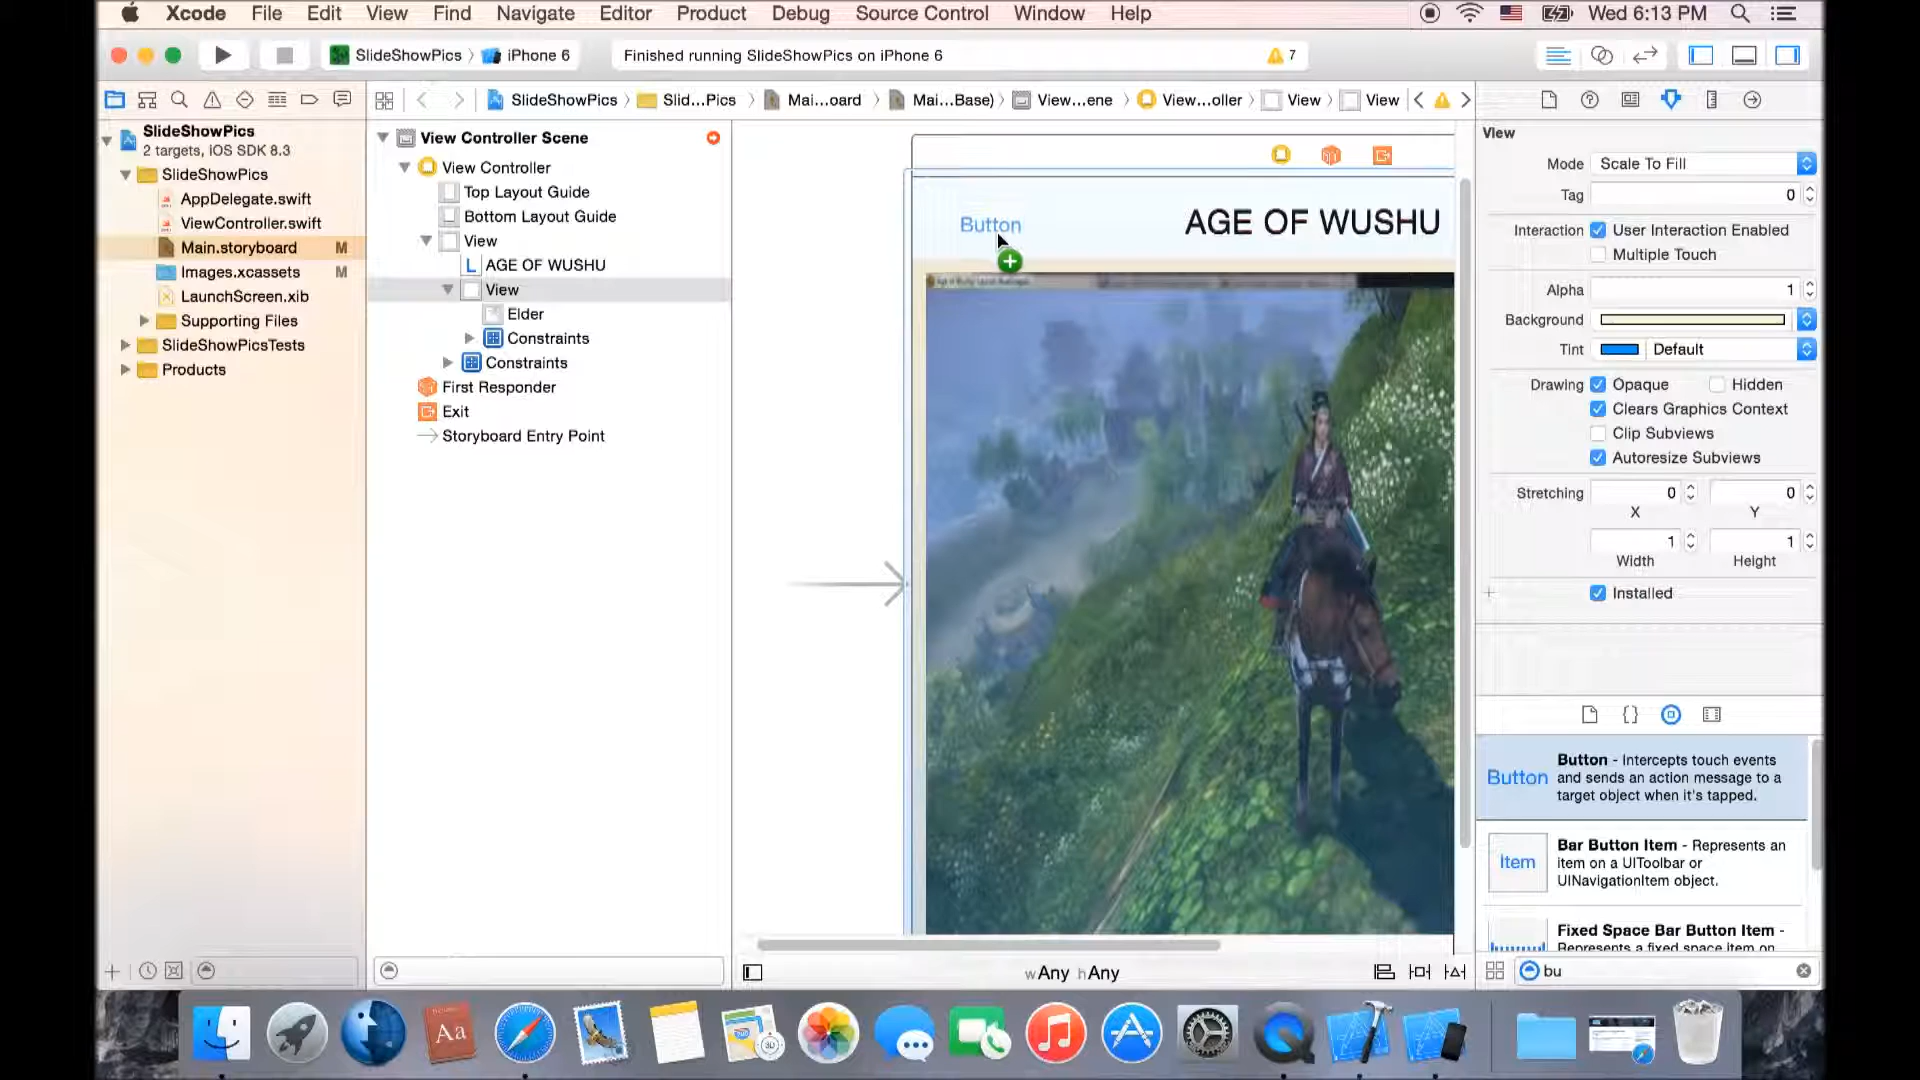 Xcode File Edit View Find Navigate Editor Product Debug Source Control Window Help Wed 6:13 PM
SlideShowPics iPhone 6 Finished running SlideShowPics on iPhone 6 7
SlideShowPics Slid...Pics Mai...oard Mai...Base) View...ene View...oller View View
SlideShowPics
2 targets, iOS SDK 8.3
SlideShowPics
AppDelegate.swift
ViewController.swift
Main.storyboard M
Images.xcassets M
LaunchScreen.xib
Supporting Files
SlideShowPicsTests
Products
View Controller Scene
View Controller
Top Layout Guide
Bottom Layout Guide
View
L AGE OF WUSHU
View
Elder
Constraints
Constraints
First Responder
Exit
Storyboard Entry Point
Button
AGE OF WUSHU
wAny hAny
View
Mode Scale To Fill
Tag 0
Interaction User Interaction Enabled
Multiple Touch
Alpha 1
Background
Tint Default
Drawing Opaque Hidden
Clears Graphics Context
Clip Subviews
Autoresize Subviews
Stretching 0 0
X Y
1 1
Width Height
Installed
Button
Button - Intercepts touch events
and sends an action message to a
target object when it's tapped.
Item
Bar Button Item - Represents an
item on a UIToolbar or
UINavigationItem object.
Fixed Space Bar Button Item -
Represents a fixed space item on
bu
Aa
3D